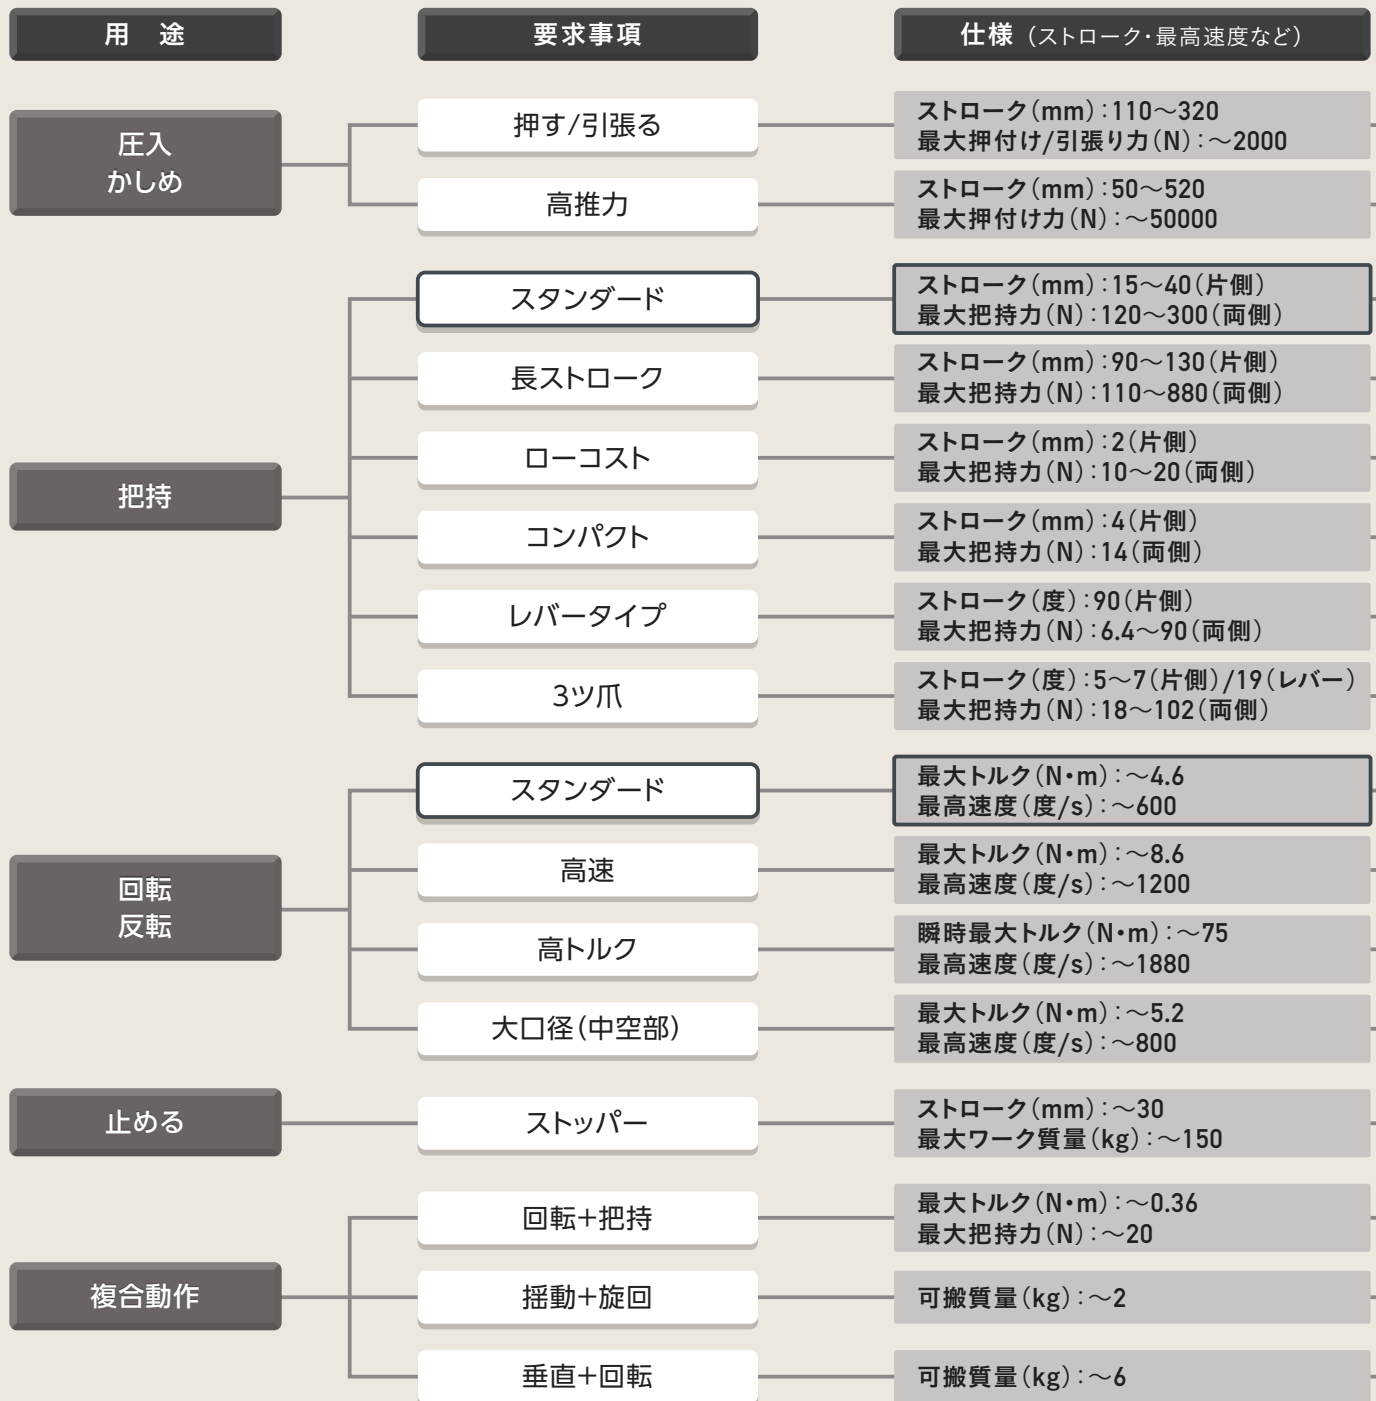 用　途
要求事項
仕様（ストローク・最高速度など）
圧入
かしめ
押す/引張る
ストローク（mm）：110～320
最大押付け/引張り力（N）：～2000
高推力
ストローク（mm）：50～520
最大押付け力（N）：～50000
把持
スタンダード
ストローク（mm）：15～40（片側）
最大把持力（N）：120～300（両側）
長ストローク
ストローク（mm）：90～130（片側）
最大把持力（N）：110～880（両側）
ローコスト
ストローク（mm）：2（片側）
最大把持力（N）：10～20（両側）
コンパクト
ストローク（mm）：4（片側）
最大把持力（N）：14（両側）
レバータイプ
ストローク（度）：90（片側）
最大把持力（N）：6.4～90（両側）
3ツ爪
ストローク（度）：5～7（片側）/19（レバー）
最大把持力（N）：18～102（両側）
回転
反転
スタンダード
最大トルク（N・m）：～4.6
最高速度（度/s）：～600
高速
最大トルク（N・m）：～8.6
最高速度（度/s）：～1200
高トルク
瞬時最大トルク（N・m）：～75
最高速度（度/s）：～1880
大口径（中空部）
最大トルク（N・m）：～5.2
最高速度（度/s）：～800
止める
ストッパー
ストローク（mm）：～30
最大ワーク質量（kg）：～150
複合動作
回転＋把持
最大トルク（N・m）：～0.36
最大把持力（N）：～20
揺動＋旋回
可搬質量（kg）：～2
垂直＋回転
可搬質量（kg）：～6